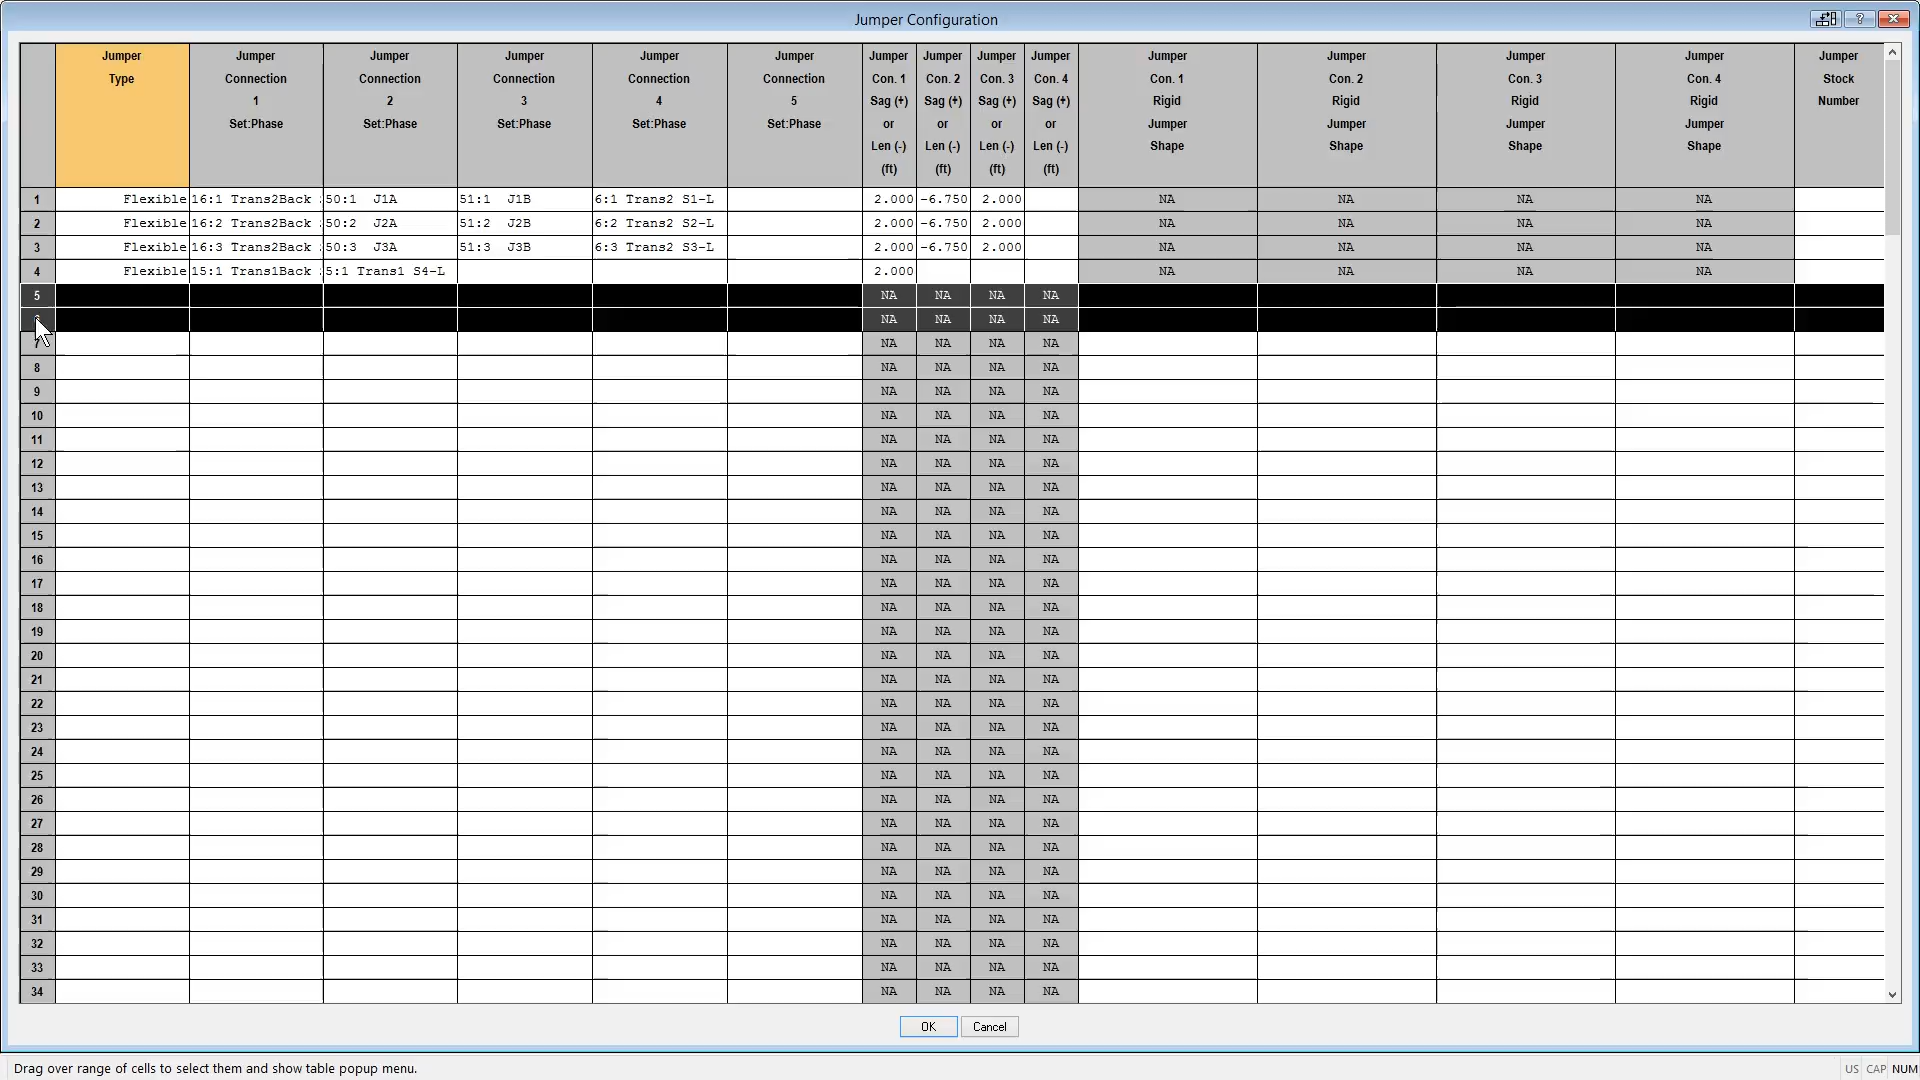 Jumper Configuration
?
Jumper Type
Jumper Connection 1 Set:Phase
Jumper Connection 2 Set:Phase
Jumper Connection 3 Set:Phase
Jumper Connection 4 Set:Phase
Jumper Connection 5 Set:Phase
Jumper Con. 1 Sag (+) or Len (-) (ft)
Jumper Con. 2 Sag (+) or Len (-) (ft)
Jumper Con. 3 Sag (+) or Len (-) (ft)
Jumper Con. 4 Sag (+) or Len (-) (ft)
Jumper Con. 1 Rigid Jumper Shape
Jumper Con. 2 Rigid Jumper Shape
Jumper Con. 3 Rigid Jumper Shape
Jumper Con. 4 Rigid Jumper Shape
Jumper Stock Number
1 Flexible 16:1 Trans2Back 50:1 J1A 51:1 J1B 6:1 Trans2 S1-L 2.000 -6.750 2.000 NA NA NA NA
2 Flexible 16:2 Trans2Back 50:2 J2A 51:2 J2B 6:2 Trans2 S2-L 2.000 -6.750 2.000 NA NA NA NA
3 Flexible 16:3 Trans2Back 50:3 J3A 51:3 J3B 6:3 Trans2 S3-L 2.000 -6.750 2.000 NA NA NA NA
4 Flexible 15:1 Trans1Back 5:1 Trans1 S4-L 2.000 NA NA NA NA
5 NA NA NA NA
NA NA NA NA
7 NA NA NA NA
8 NA NA NA NA
9 NA NA NA NA
10 NA NA NA NA
11 NA NA NA NA
12 NA NA NA NA
13 NA NA NA NA
14 NA NA NA NA
15 NA NA NA NA
16 NA NA NA NA
17 NA NA NA NA
18 NA NA NA NA
19 NA NA NA NA
20 NA NA NA NA
21 NA NA NA NA
22 NA NA NA NA
23 NA NA NA NA
24 NA NA NA NA
25 NA NA NA NA
26 NA NA NA NA
27 NA NA NA NA
28 NA NA NA NA
29 NA NA NA NA
30 NA NA NA NA
31 NA NA NA NA
32 NA NA NA NA
33 NA NA NA NA
34 NA NA NA NA
OK Cancel
Drag over range of cells to select them and show table popup menu. US CAP NUM